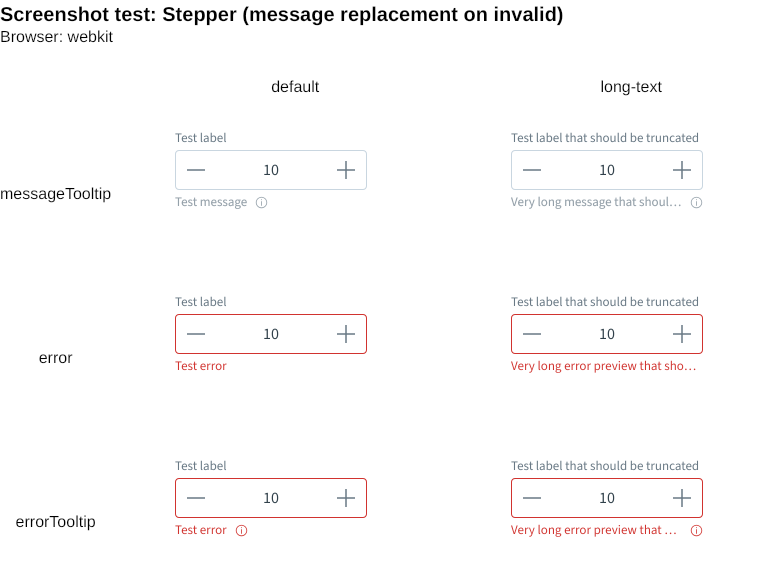 Screenshot test: Stepper (message replacement on invalid)
Browser: webkit
default long-text
Test label Test label that should be truncated
10 10
messageTooltip
Test message Very long message that shoul…
Test label Test label that should be truncated
10 10
error
Test error Very long error preview that sho…
Test label Test label that should be truncated
10 10
errorTooltip
Test error Very long error preview that …